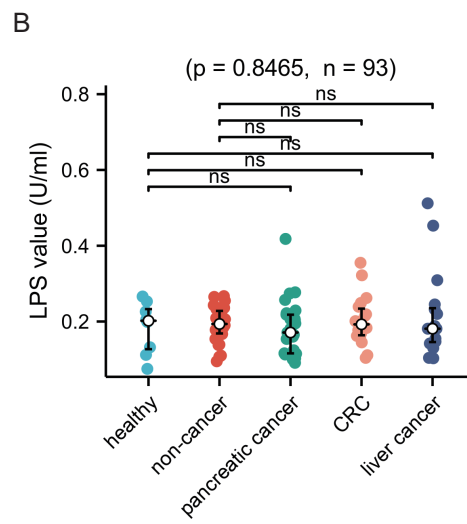 B
(p = 0.8465, n = 93)
LPS value (U/ml)
0.8
0.6
0.4
0.2
ns
ns
ns
ns
ns
ns
healthy
non-cancer
pancreatic cancer
CRC
liver cancer